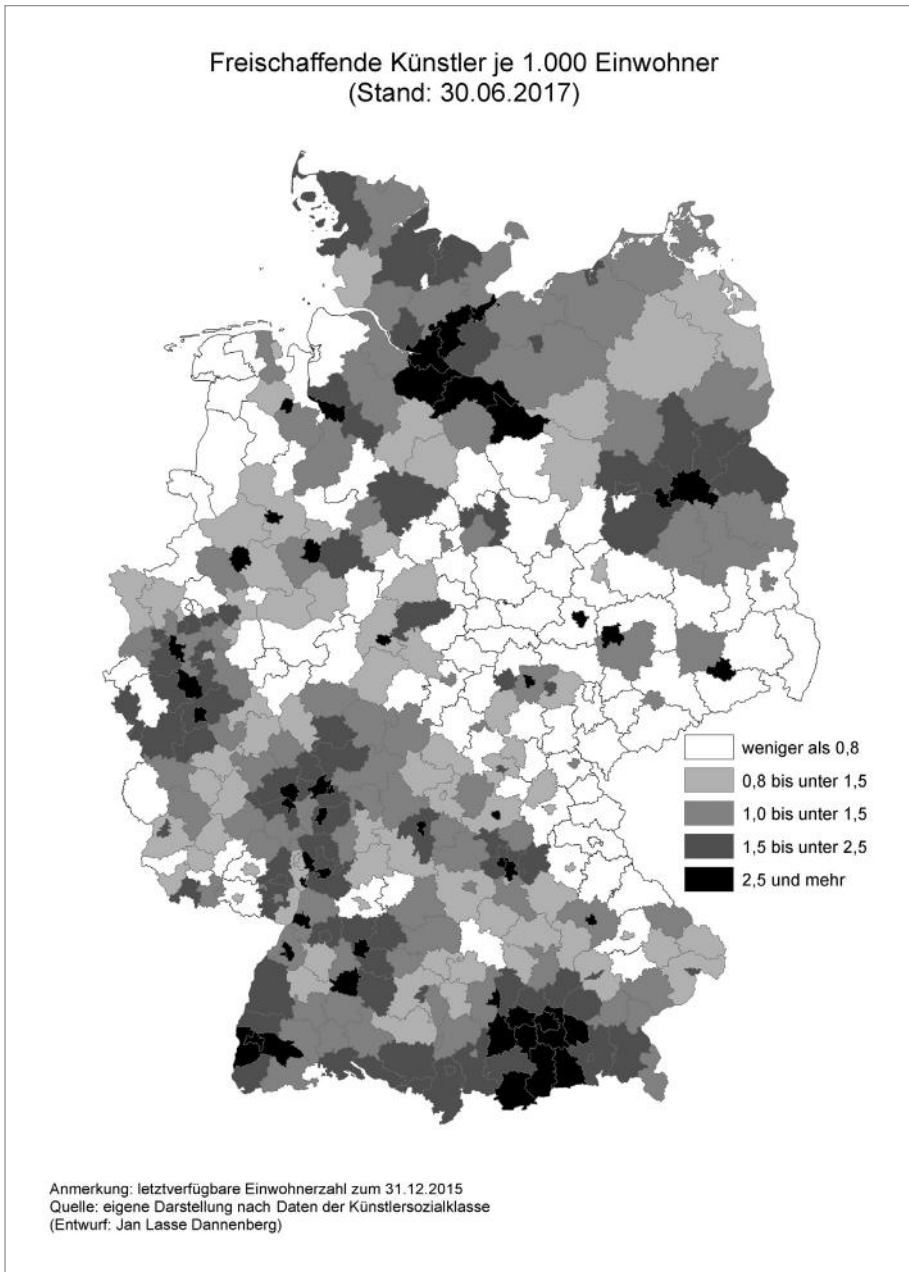 Freischaffende Künstler je 1.000 Einwohner
(Stand: 30.06.2017)
weniger als 0,8
0,8 bis unter 1,5
1,0 bis unter 1,5
1,5 bis unter 2,5
2,5 und mehr
Anmerkung: letztverfügbare Einwohnerzahl zum 31.12.2015
Quelle: eigene Darstellung nach Daten der Künstlersozialklasse
(Entwurf: Jan Lasse Dannenberg)